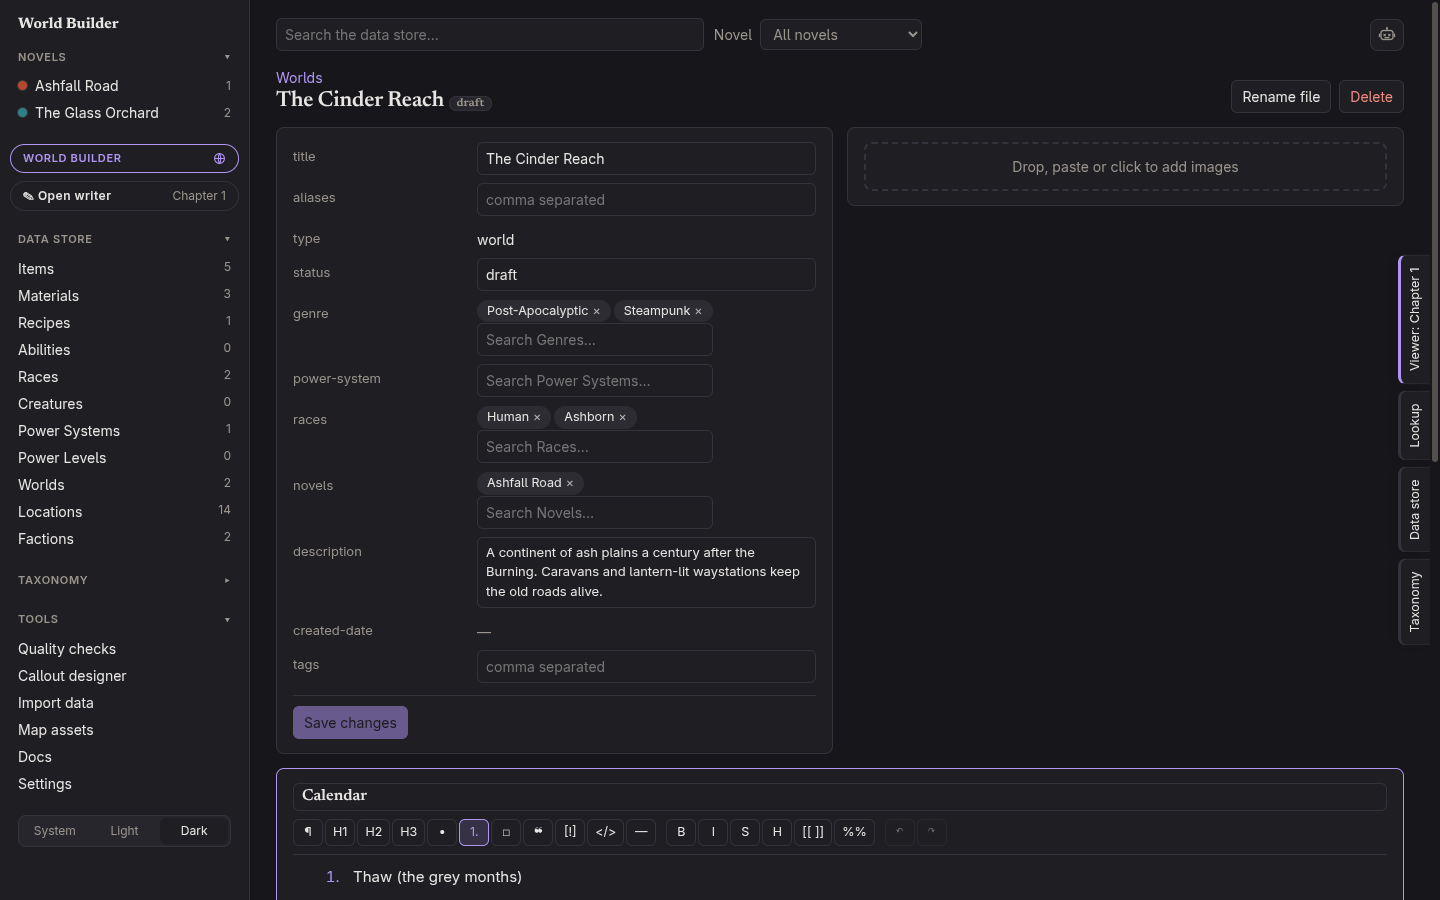 World Builder
NOVELS
Ashfall Road 1
The Glass Orchard 2
WORLD BUILDER
Open writer Chapter 1
DATA STORE
Items 5
Materials 3
Recipes 1
Abilities 0
Races 2
Creatures 0
Power Systems 1
Power Levels 0
Worlds 2
Locations 14
Factions 2
TAXONOMY
TOOLS
Quality checks
Callout designer
Import data
Map assets
Docs
Settings
System Light Dark
Search the data store...
Novel All novels
Worlds
The Cinder Reach draft
Rename file Delete
title The Cinder Reach
aliases comma separated
type world
status draft
genre Post-Apocalyptic × Steampunk ×
Search Genres...
power-system Search Power Systems...
races Human × Ashborn ×
Search Races...
novels Ashfall Road ×
Search Novels...
description A continent of ash plains a century after the
Burning. Caravans and lantern-lit waystations keep
the old roads alive.
created-date —
tags comma separated
Save changes
Drop, paste or click to add images
Viewer: Chapter 1
Lookup
Data store
Taxonomy
Calendar
¶ H1 H2 H3 • 1. ❝ [!] </> — B I S H [[ ]] %%
1. Thaw (the grey months)